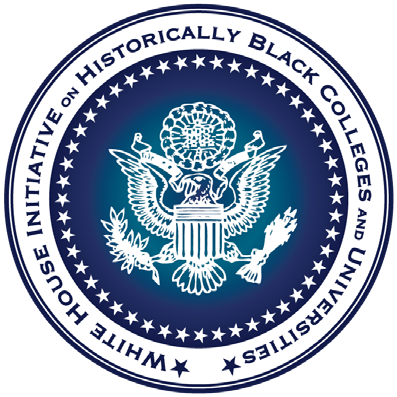 White House Initiative on Historically Black Colleges and Universities